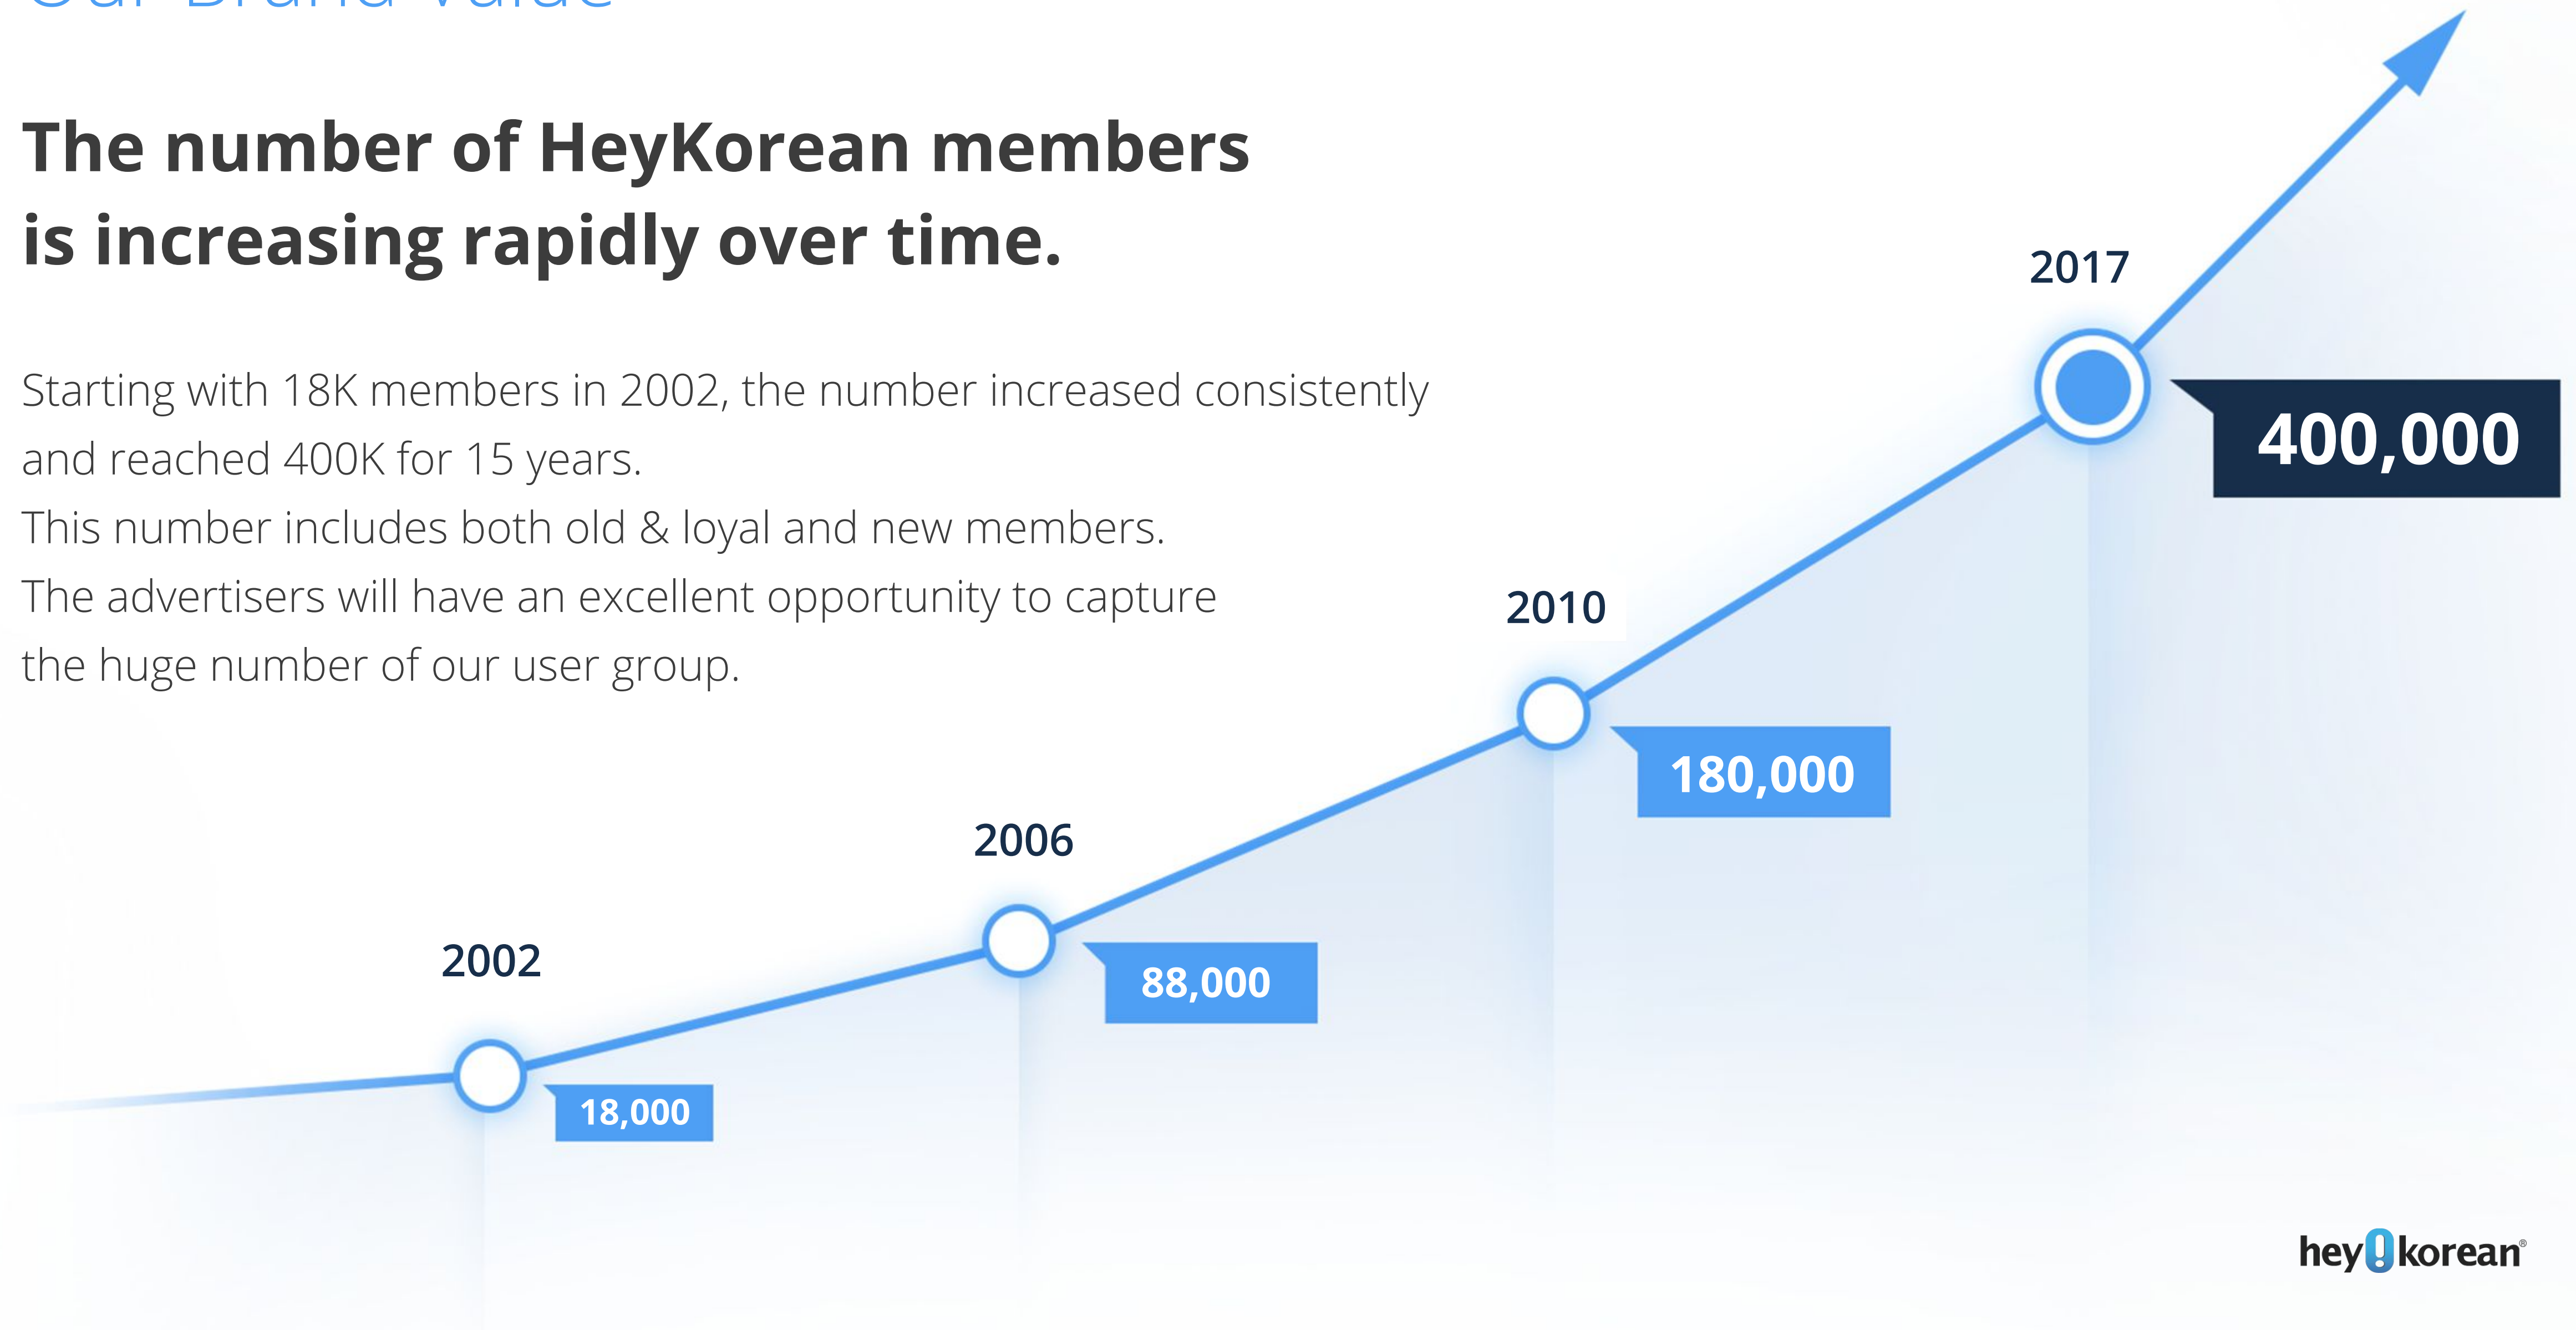 Our Brand Value
The number of HeyKorean members
is increasing rapidly over time.
Starting with 18K members in 2002, the number increased consistently
and reached 400K for 15 years.
This number includes both old & loyal and new members.
The advertisers will have an excellent opportunity to capture
the huge number of our user group.
2017
400,000
2010
180,000
2006
88,000
2002
18,000
hey!korean®